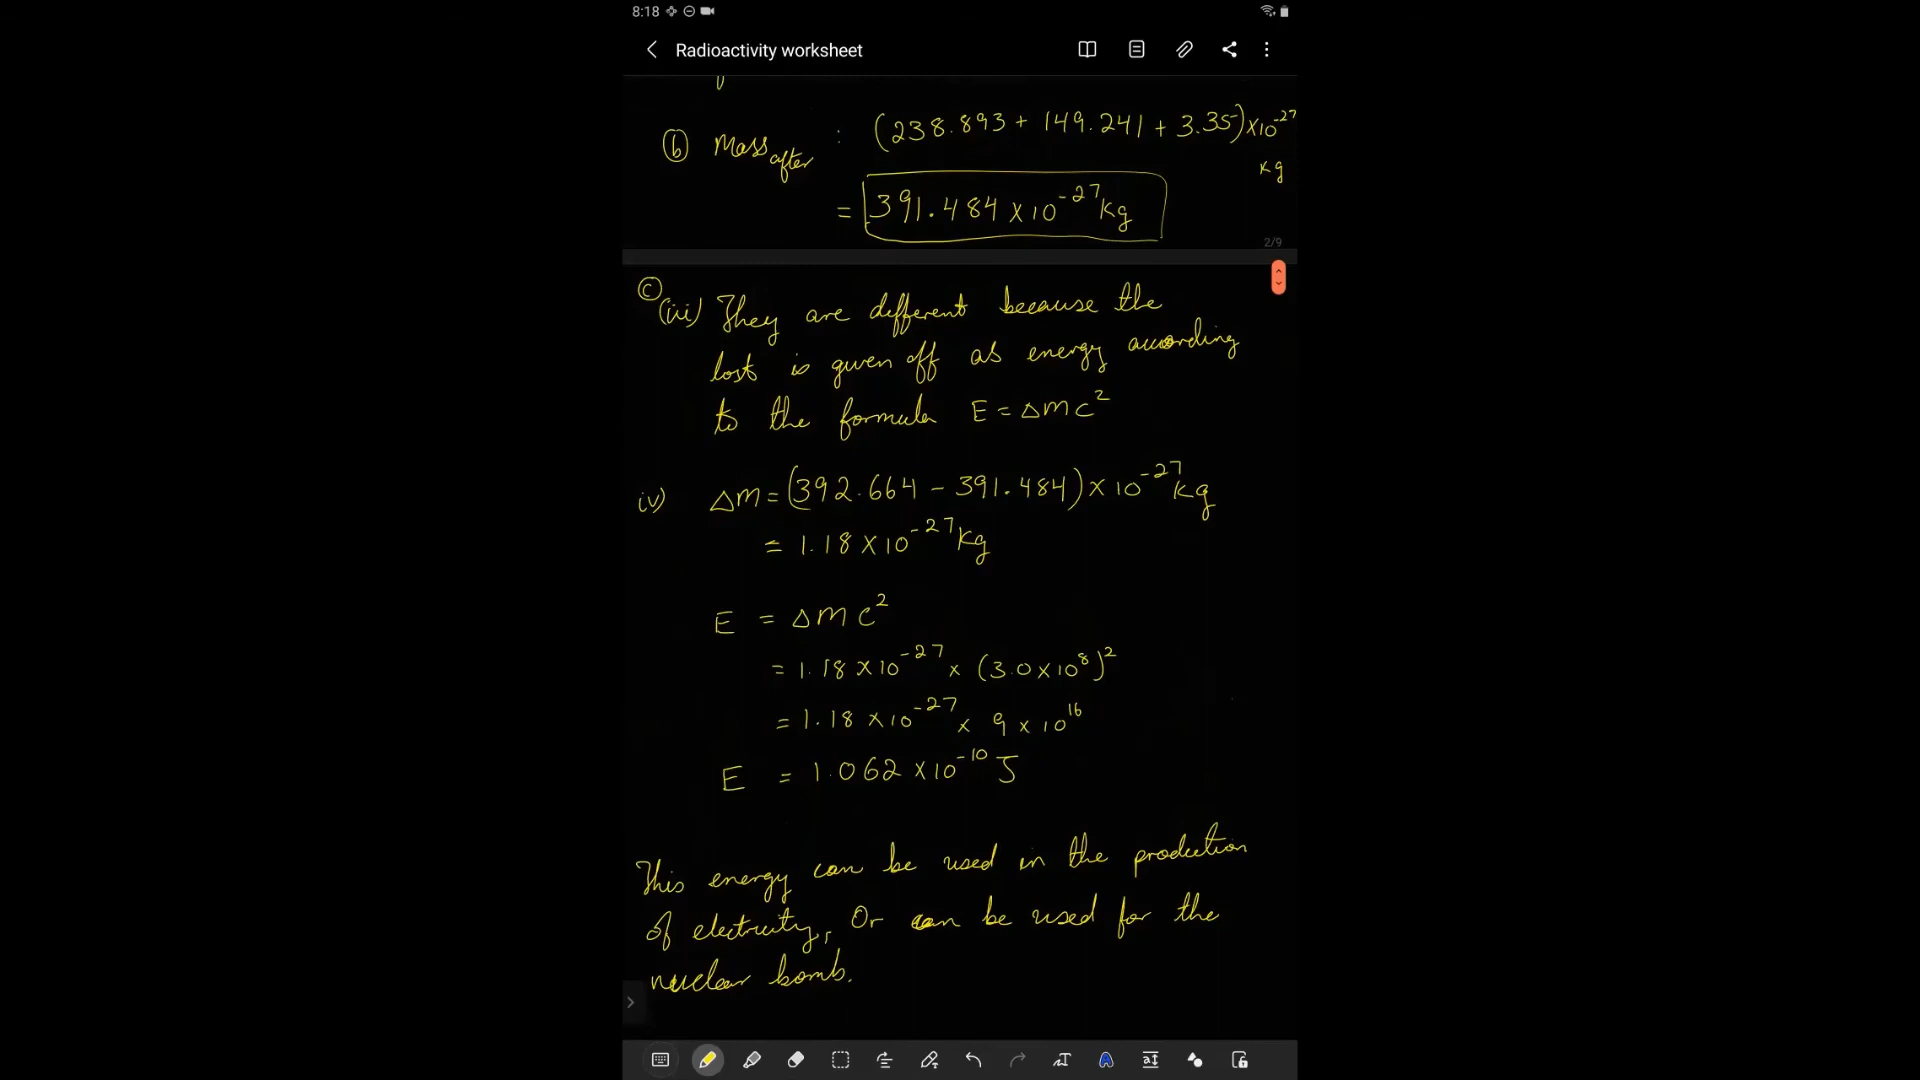 8:18
Radioactivity worksheet
(b) Mass after : (238.893 + 149.241 + 3.35) × 10⁻²⁷ kg
= 391.484 × 10⁻²⁷ kg
2/9
(c)
(iii) They are different because the
lost is given off as energy according
to the formula E = Δmc²
iv) Δm = (392.664 - 391.484) × 10⁻²⁷ kg
= 1.18 × 10⁻²⁷ kg
E = Δmc²
= 1.18 × 10⁻²⁷ × (3.0 × 10⁸)²
= 1.18 × 10⁻²⁷ × 9 × 10¹⁶
E = 1.062 × 10⁻¹⁰ J
This energy can be used in the production
of electricity, Or can be used for the
nuclear bomb.